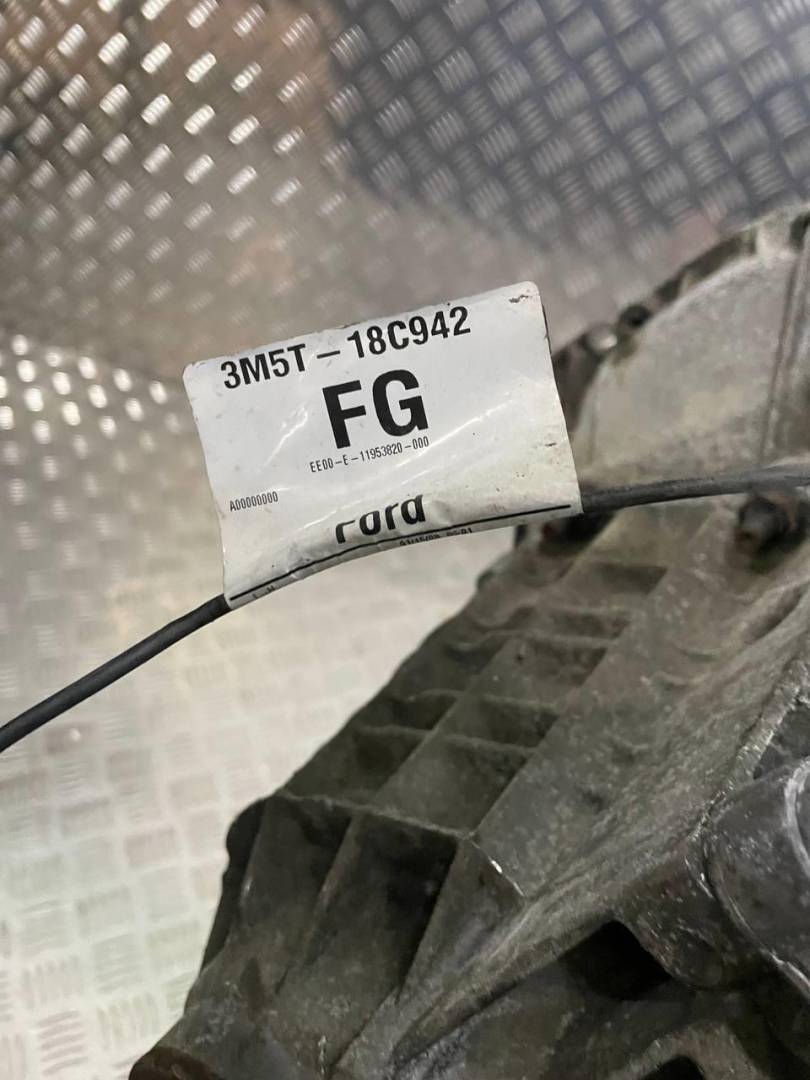 3M5T – 18C942
FG
EE00-E-11953820-000
A00000000
Ford